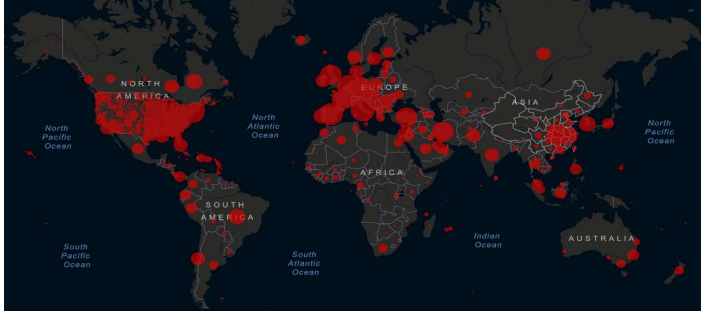 NORTH
AMERICA
EUROPE
ASIA
North
Pacific
Ocean
North
Atlantic
Ocean
North
Pacific
Ocean
AFRICA
SOUTH
AMERICA
South
Pacific
Ocean
South
Atlantic
Ocean
Indian
Ocean
AUSTRALIA